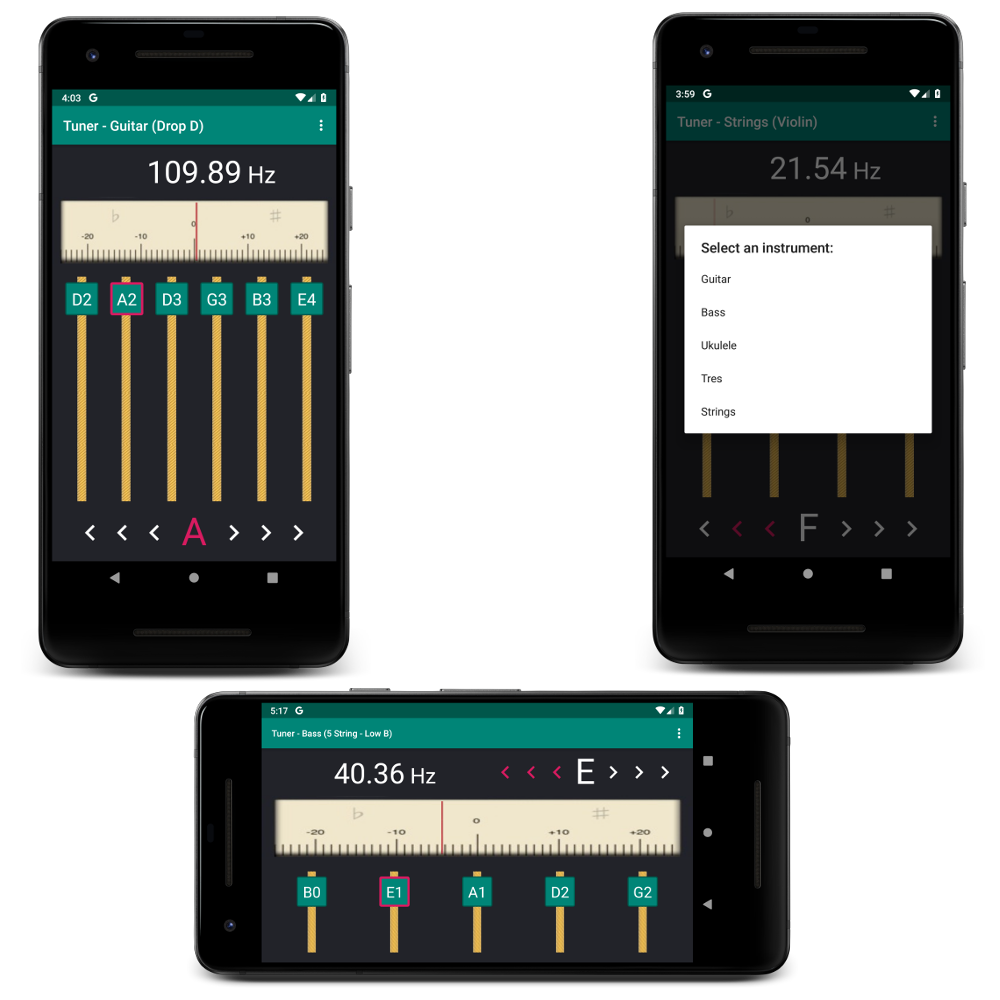 4:03 G
Tuner - Guitar (Drop D)
109.89 Hz
♭ ♯
0
-20 -10 +10 +20
D2 A2 D3 G3 B3 E4
< < < A > > >
3:59 G
Tuner - Strings (Violin)
21.54 Hz
♭ ♯
0
Select an instrument:
Guitar
Bass
Ukulele
Tres
Strings
< < < F > > >
5:17 G
Tuner - Bass (5 String - Low B)
40.36 Hz < < < E > > >
♭ ♯
0
-20 -10 +10 +20
B0 E1 A1 D2 G2